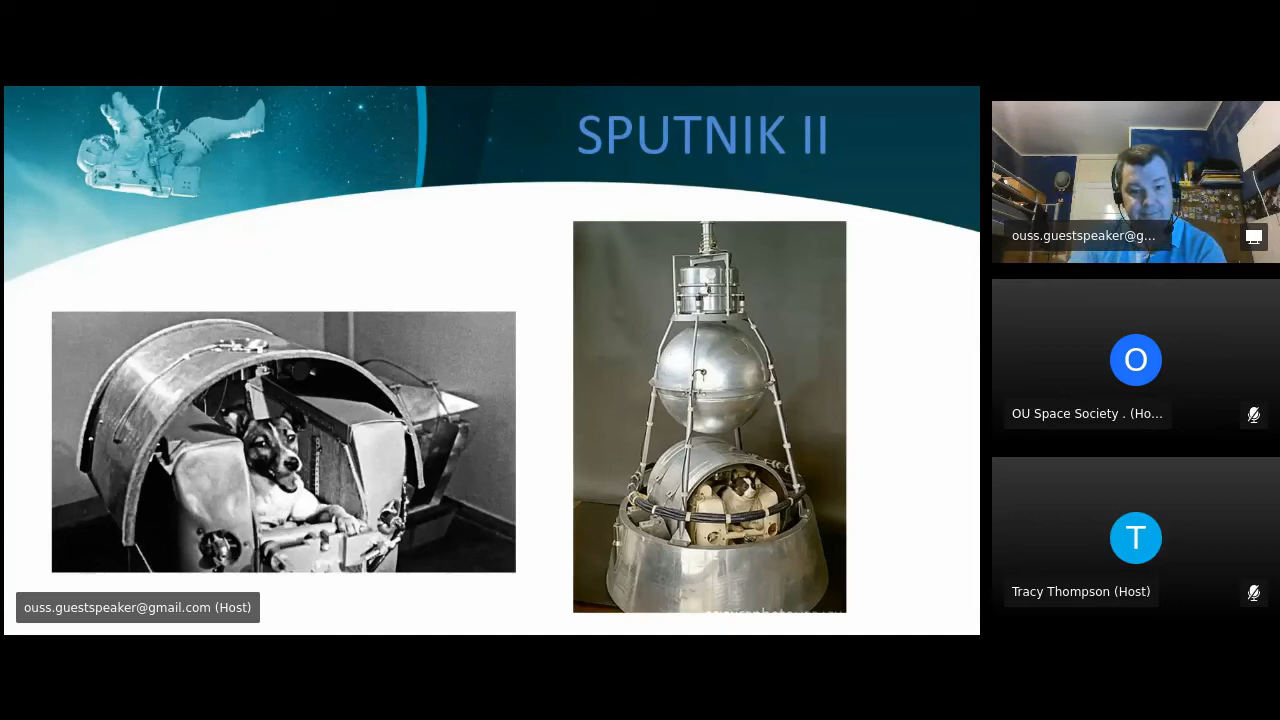 SPUTNIK II
ouss.guestspeaker@gmail.com (Host)
ouss.guestspeaker@g...
O
OU Space Society . (Ho...
T
Tracy Thompson (Host)